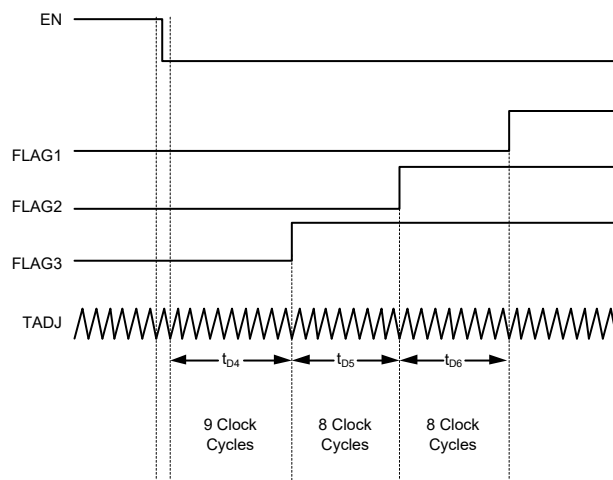 EN
FLAG1
FLAG2
FLAG3
TADJ
tD4
tD5
tD6
9 Clock
Cycles
8 Clock
Cycles
8 Clock
Cycles